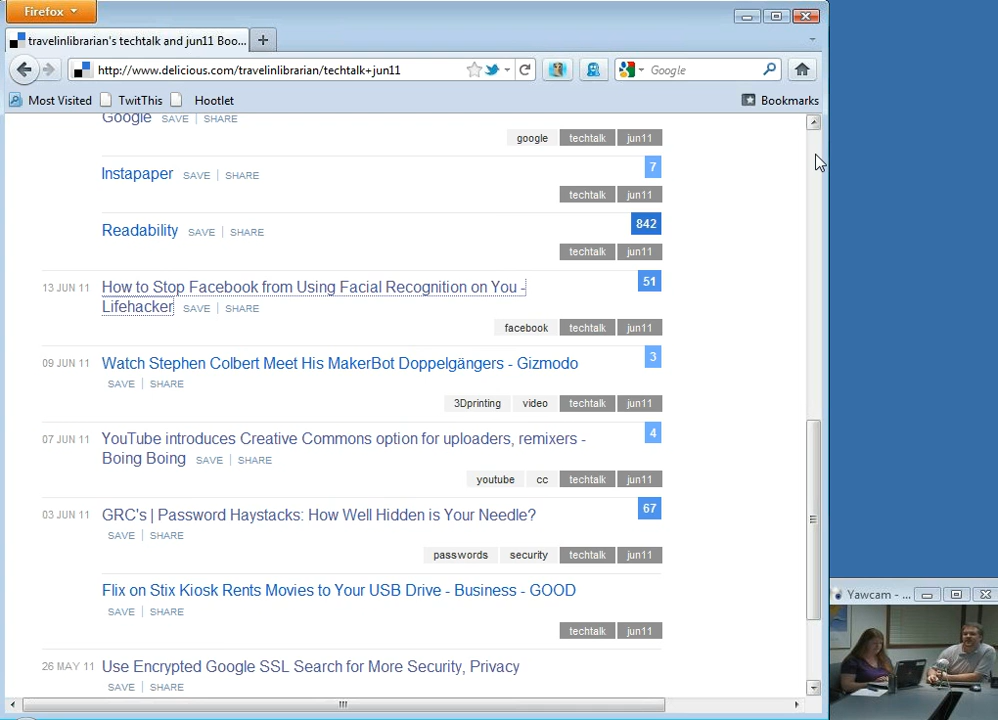 Firefox
travelinlibrarian's techtalk and jun11 Boo...
http://www.delicious.com/travelinlibrarian/techtalk+jun11
Google
Most Visited TwitThis Hootlet Bookmarks
Google SAVE | SHARE
google techtalk jun11
Instapaper SAVE | SHARE 7
techtalk jun11
Readability SAVE | SHARE 842
techtalk jun11
13 JUN 11 How to Stop Facebook from Using Facial Recognition on You - 51
Lifehacker SAVE | SHARE
facebook techtalk jun11
09 JUN 11 Watch Stephen Colbert Meet His MakerBot Doppelgängers - Gizmodo 3
SAVE | SHARE
3Dprinting video techtalk jun11
07 JUN 11 YouTube introduces Creative Commons option for uploaders, remixers - 4
Boing Boing SAVE | SHARE
youtube cc techtalk jun11
03 JUN 11 GRC's | Password Haystacks: How Well Hidden is Your Needle? 67
SAVE | SHARE
passwords security techtalk jun11
Flix on Stix Kiosk Rents Movies to Your USB Drive - Business - GOOD
SAVE | SHARE
techtalk jun11
26 MAY 11 Use Encrypted Google SSL Search for More Security, Privacy
SAVE | SHARE
Yawcam - ...